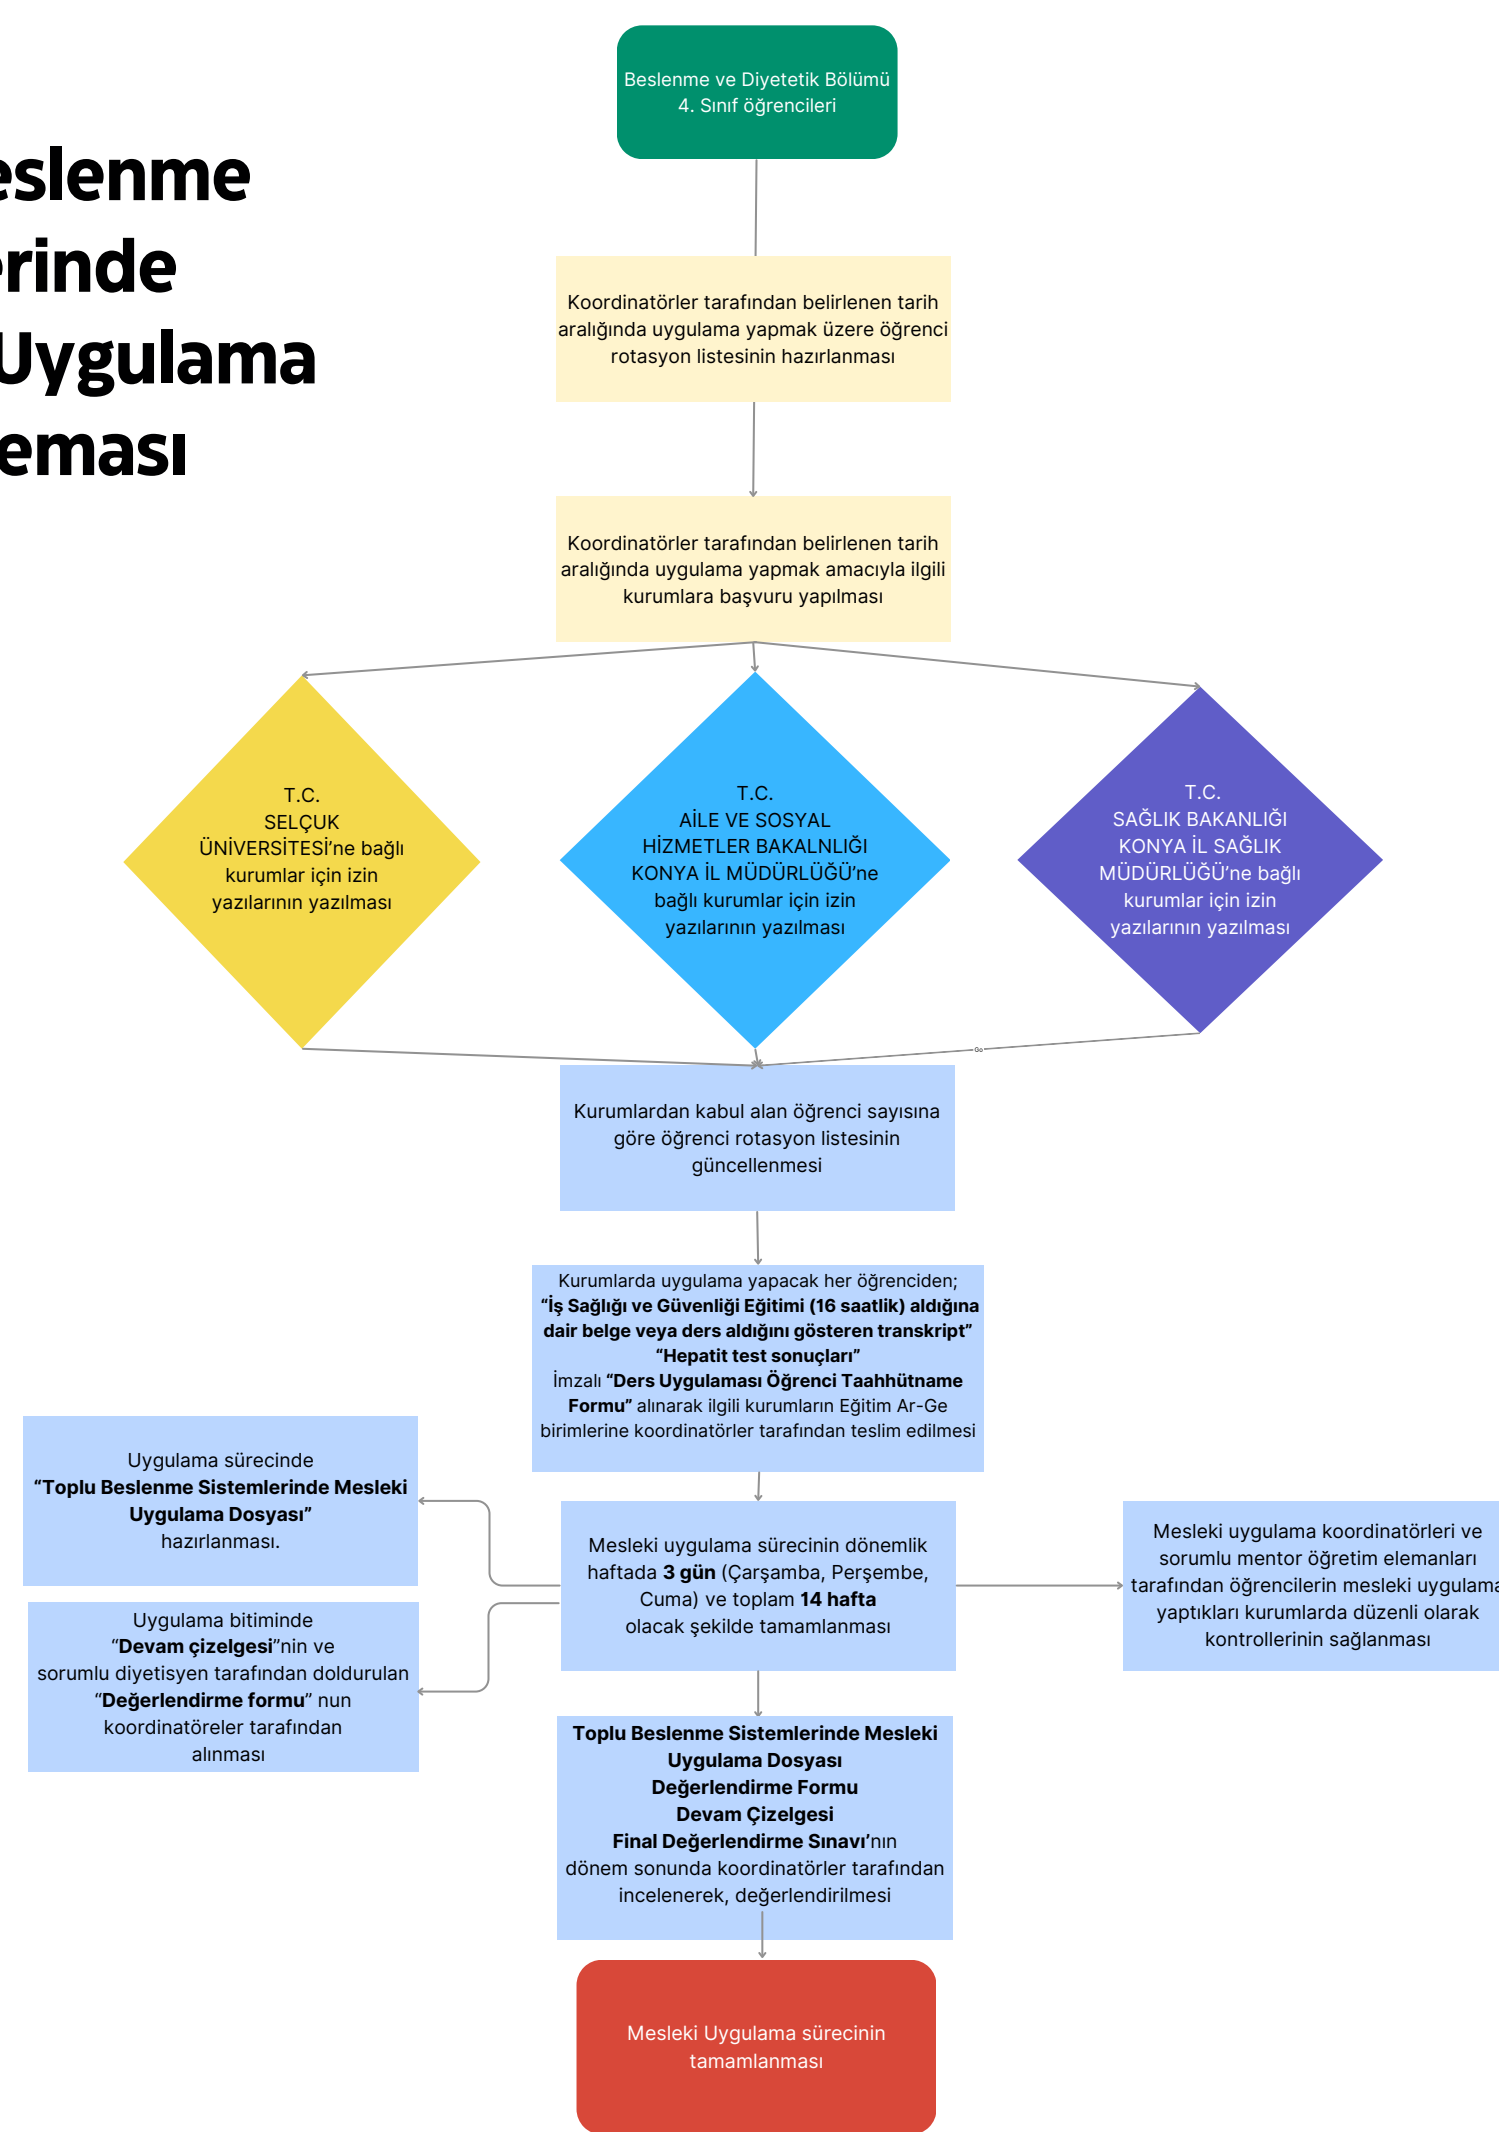 Beslenme ve Diyetetik Bölümü
4. Sınıf öğrencileri
eslenme
erinde
Uygulama
eması
Koordinatörler tarafından belirlenen tarih
aralığında uygulama yapmak üzere öğrenci
rotasyon listesinin hazırlanması
Koordinatörler tarafından belirlenen tarih
aralığında uygulama yapmak amacıyla ilgili
kurumlara başvuru yapılması
T.C.
SELÇUK
ÜNİVERSİTESİ’ne bağlı
kurumlar için izin
yazılarının yazılması
T.C.
AİLE VE SOSYAL
HİZMETLER BAKALNLIĞI
KONYA İL MÜDÜRLÜĞÜ’ne
bağlı kurumlar için izin
yazılarının yazılması
T.C.
SAĞLIK BAKANLIĞI
KONYA İL SAĞLIK
MÜDÜRLÜĞÜ’ne bağlı
kurumlar için izin
yazılarının yazılması
Go
Kurumlardan kabul alan öğrenci sayısına
göre öğrenci rotasyon listesinin
güncellenmesi
Kurumlarda uygulama yapacak her öğrenciden;
“İş Sağlığı ve Güvenliği Eğitimi (16 saatlik) aldığına
dair belge veya ders aldığını gösteren transkript”
“Hepatit test sonuçları”
İmzalı “Ders Uygulaması Öğrenci Taahhütname
Formu” alınarak ilgili kurumların Eğitim Ar-Ge
birimlerine koordinatörler tarafından teslim edilmesi
Uygulama sürecinde
“Toplu Beslenme Sistemlerinde Mesleki
Uygulama Dosyası”
hazırlanması.
Uygulama bitiminde
“Devam çizelgesi”nin ve
sorumlu diyetisyen tarafından doldurulan
“Değerlendirme formu” nun
koordinatöreler tarafından
alınması
Mesleki uygulama sürecinin dönemlik
haftada 3 gün (Çarşamba, Perşembe,
Cuma) ve toplam 14 hafta
olacak şekilde tamamlanması
Mesleki uygulama koordinatörleri ve
sorumlu mentor öğretim elemanları
tarafından öğrencilerin mesleki uygulama
yaptıkları kurumlarda düzenli olarak
kontrollerinin sağlanması
Toplu Beslenme Sistemlerinde Mesleki
Uygulama Dosyası
Değerlendirme Formu
Devam Çizelgesi
Final Değerlendirme Sınavı’nın
dönem sonunda koordinatörler tarafından
incelenerek, değerlendirilmesi
Mesleki Uygulama sürecinin
tamamlanması